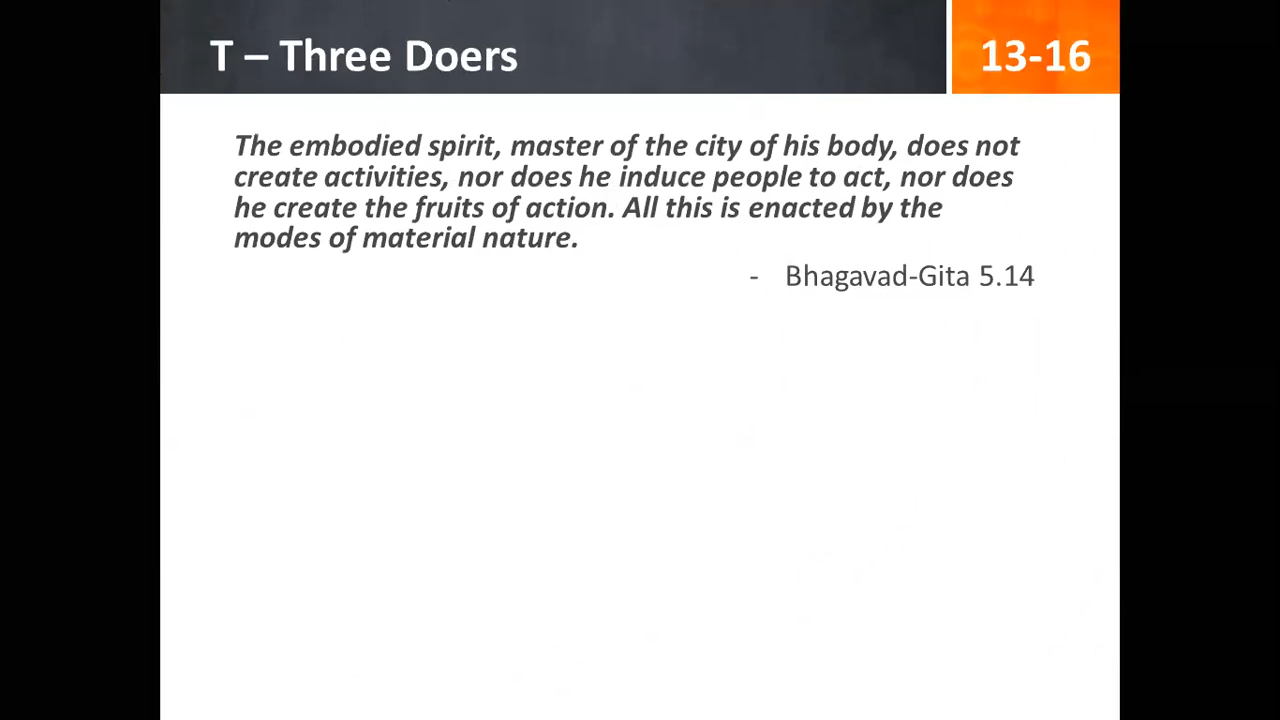 T – Three Doers
13-16
The embodied spirit, master of the city of his body, does not
create activities, nor does he induce people to act, nor does
he create the fruits of action. All this is enacted by the
modes of material nature.
- Bhagavad-Gita 5.14